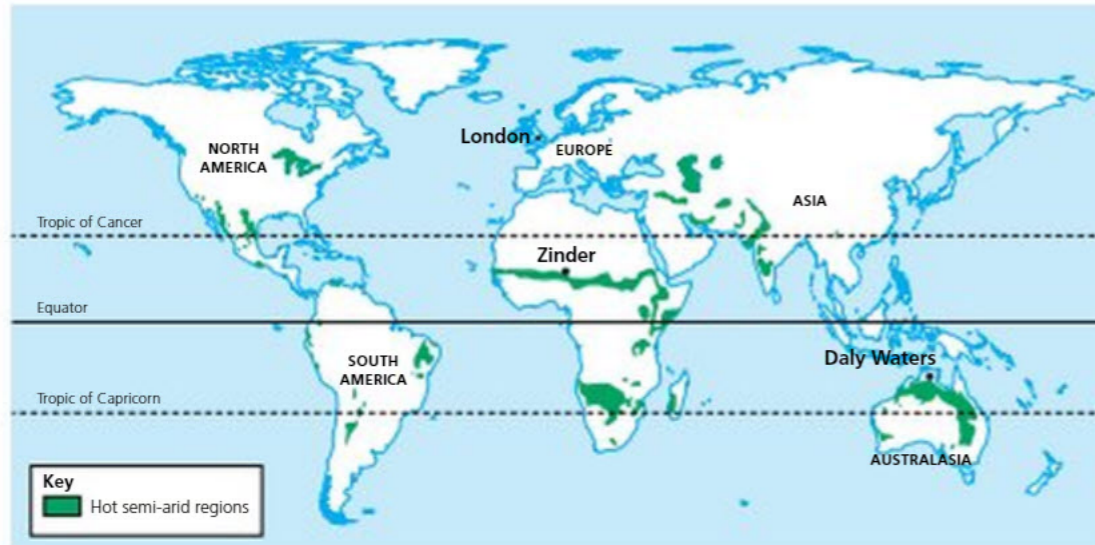 London
NORTH
AMERICA
EUROPE
ASIA
Tropic of Cancer
Zinder
Equator
Daly Waters
SOUTH
AMERICA
Tropic of Capricorn
AUSTRALASIA
Key
Hot semi-arid regions